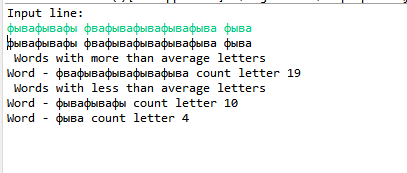 Input line:
фывафывафы фвафывафывафывафыва фыва
фывафывафы фвафывафывафывафыва фыва
Words with more than average letters
Word - фвафывафывафывафыва count letter 19
Words with less than average letters
Word - фывафывафы count letter 10
Word - фыва count letter 4